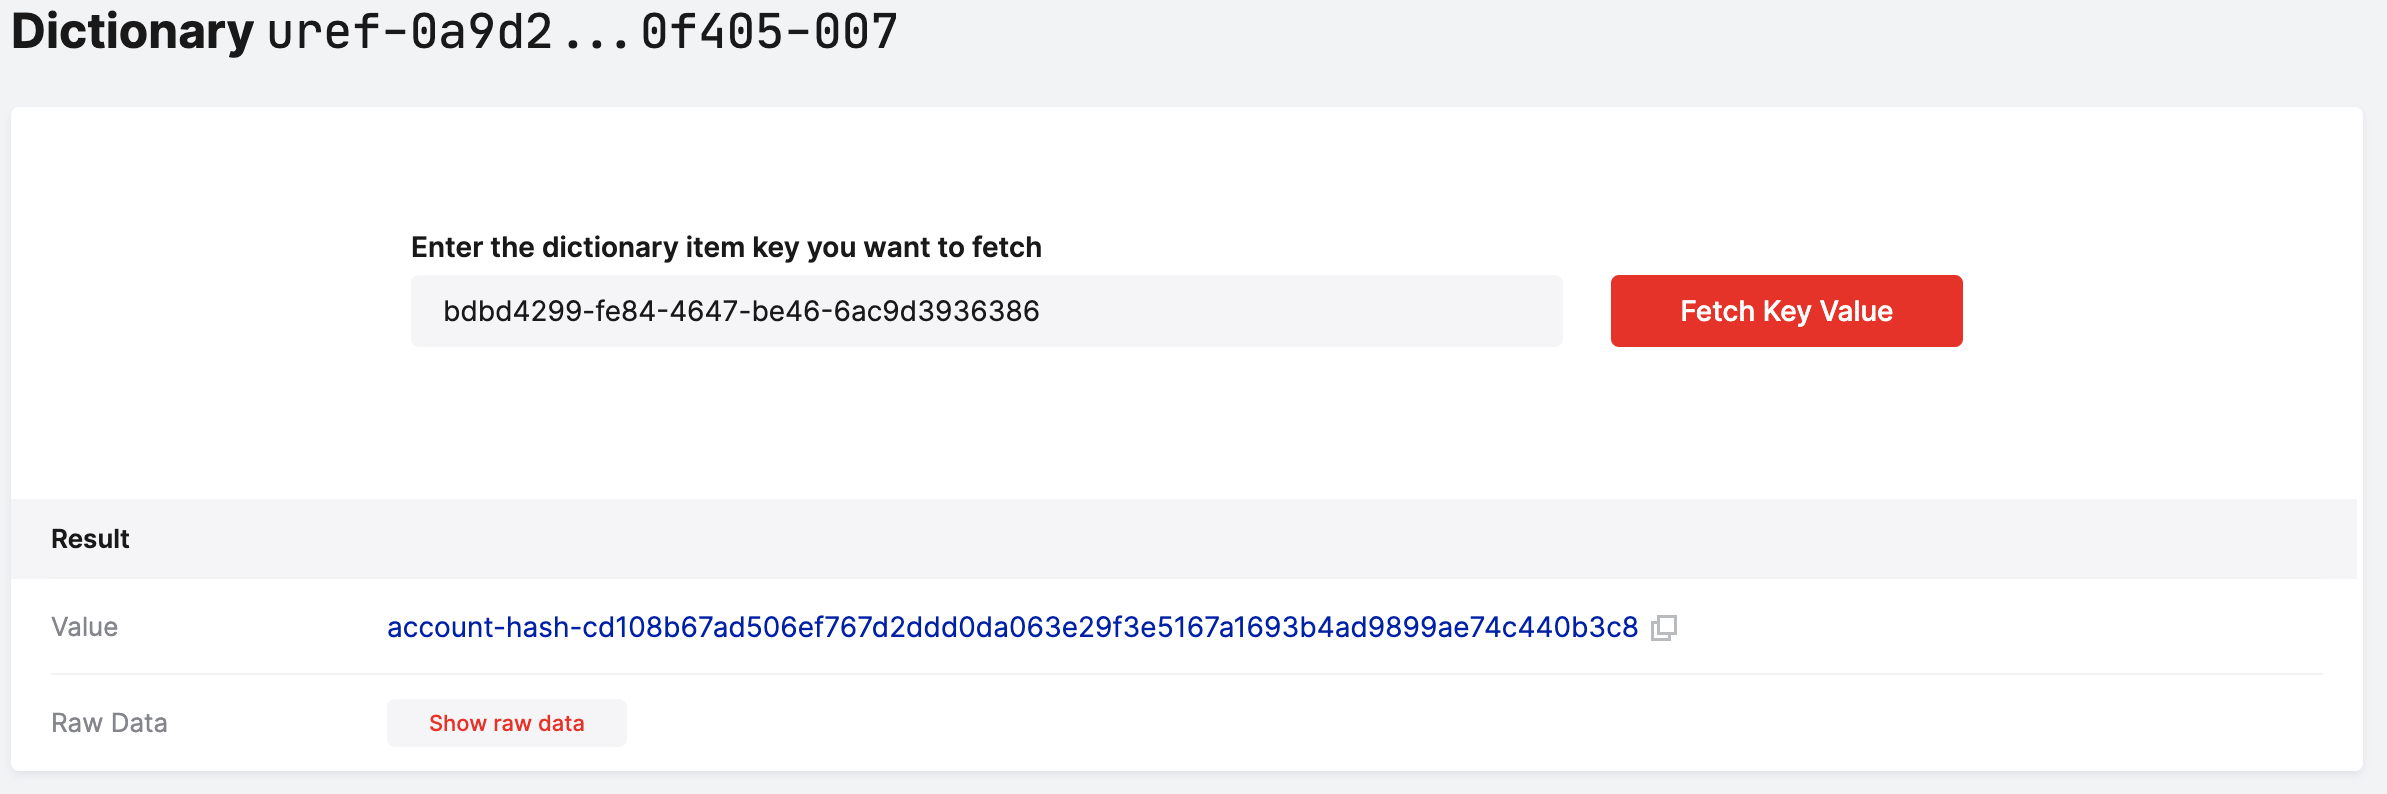 Dictionary uref-0a9d2...0f405-007
Enter the dictionary item key you want to fetch
bdbd4299-fe84-4647-be46-6ac9d3936386
Fetch Key Value
Result
Value
account-hash-cd108b67ad506ef767d2ddd0da063e29f3e5167a1693b4ad9899ae74c440b3c8
Raw Data
Show raw data